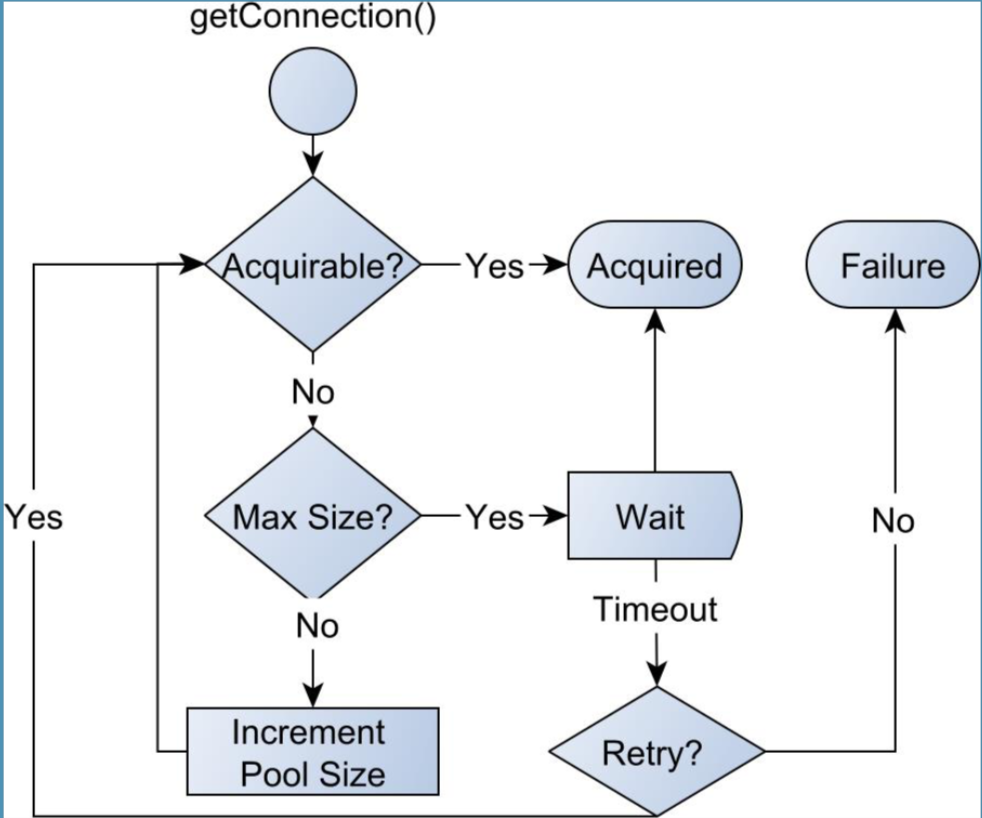 getConnection()
Acquirable?
Yes
Acquired
Failure
No
Max Size?
Yes
Wait
Yes
No
No
Timeout
Increment
Pool Size
Retry?